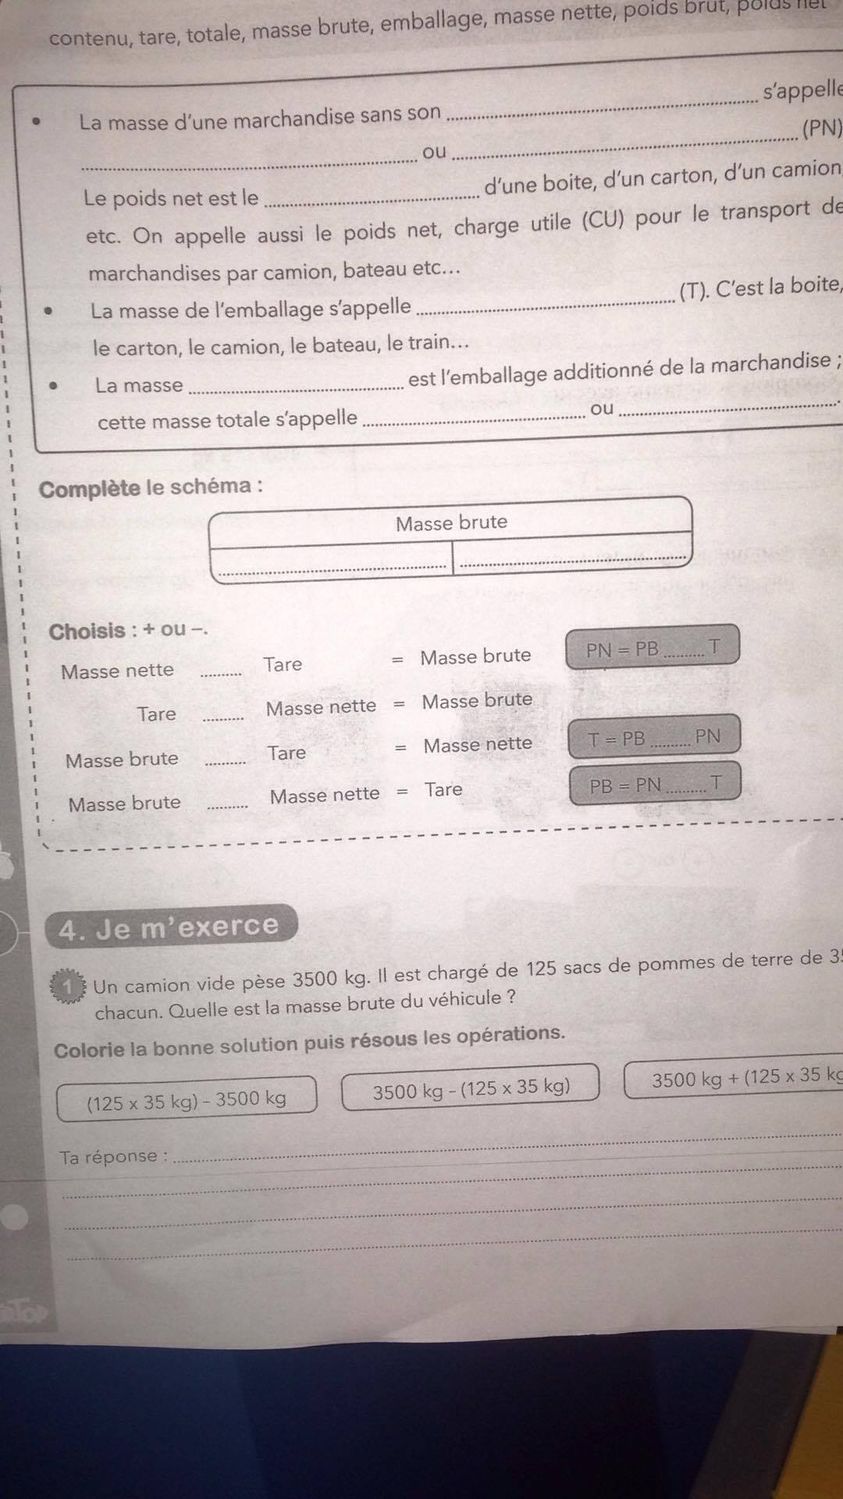 contenu, tare, totale, masse brute, emballage, masse nette, poids brut, poids net
• La masse d'une marchandise sans son ........ s'appelle
........ ou ........ (PN)
Le poids net est le ........ d'une boite, d'un carton, d'un camion
etc. On appelle aussi le poids net, charge utile (CU) pour le transport de
marchandises par camion, bateau etc...
• La masse de l'emballage s'appelle ........ (T). C'est la boite,
le carton, le camion, le bateau, le train...
• La masse ........ est l'emballage additionné de la marchandise ;
cette masse totale s'appelle ........ ou ........
Complète le schéma :
Masse brute
Choisis : + ou –.
Masse nette ........ Tare = Masse brute PN = PB ........ T
Tare ........ Masse nette = Masse brute
Masse brute ........ Tare = Masse nette T = PB ........ PN
Masse brute ........ Masse nette = Tare PB = PN ........ T
4. Je m'exerce
1 Un camion vide pèse 3500 kg. Il est chargé de 125 sacs de pommes de terre de
chacun. Quelle est la masse brute du véhicule ?
Colorie la bonne solution puis résous les opérations.
(125 x 35 kg) – 3500 kg 3500 kg – (125 x 35 kg) 3500 kg + (125 x 35 kg
Ta réponse :